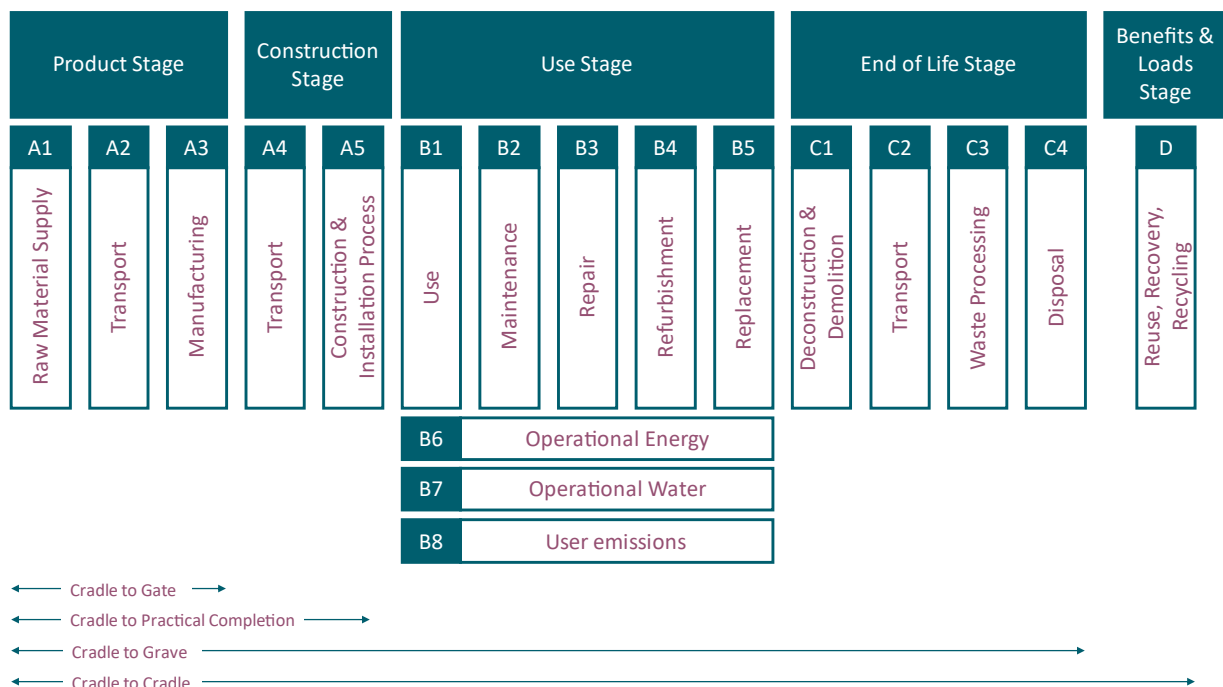 Product Stage
Construction
Stage
Use Stage
End of Life Stage
Benefits &
Loads
Stage
A1
A2
A3
A4
A5
B1
B2
B3
B4
B5
C1
C2
C3
C4
D
Raw Material Supply
Transport
Manufacturing
Transport
Construction &
Installation Process
Use
Maintenance
Repair
Refurbishment
Replacement
Deconstruction &
Demolition
Transport
Waste Processing
Disposal
Reuse, Recovery,
Recycling
B6
Operational Energy
B7
Operational Water
B8
User emissions
Cradle to Gate
Cradle to Practical Completion
Cradle to Grave
Cradle to Cradle